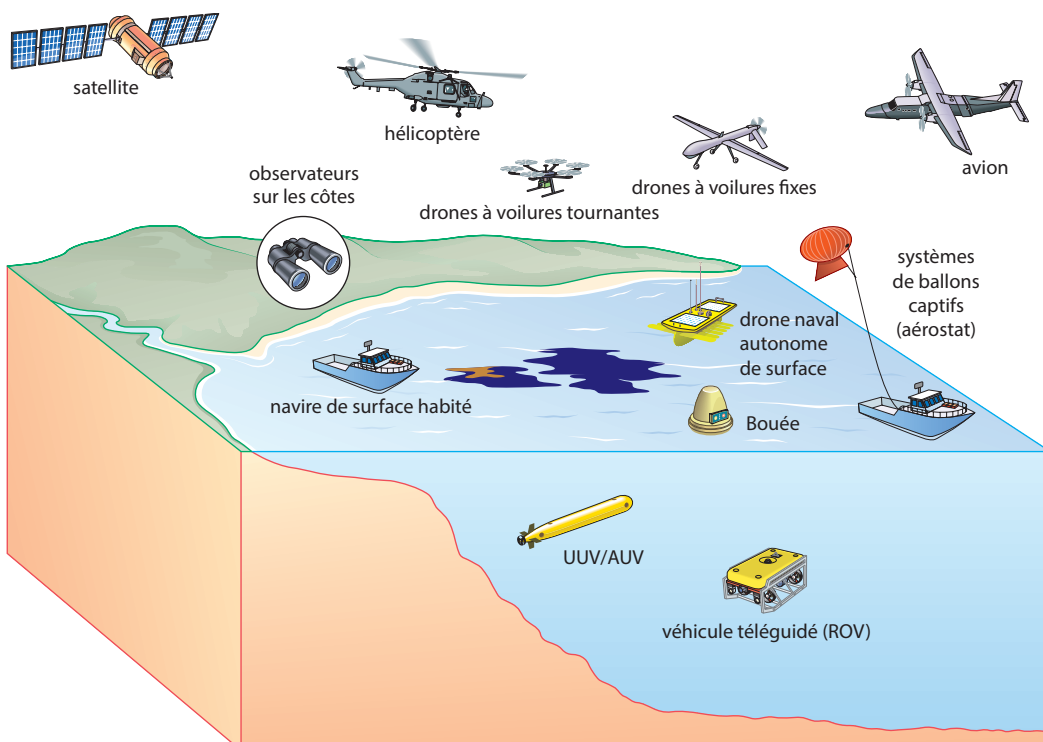 satellite
hélicoptère
avion
observateurs
sur les côtes
drones à voilures tournantes
drones à voilures fixes
systèmes
de ballons
captifs
(aérostat)
drone naval
autonome
de surface
navire de surface habité
Bouée
UUV/AUV
véhicule téléguidé (ROV)